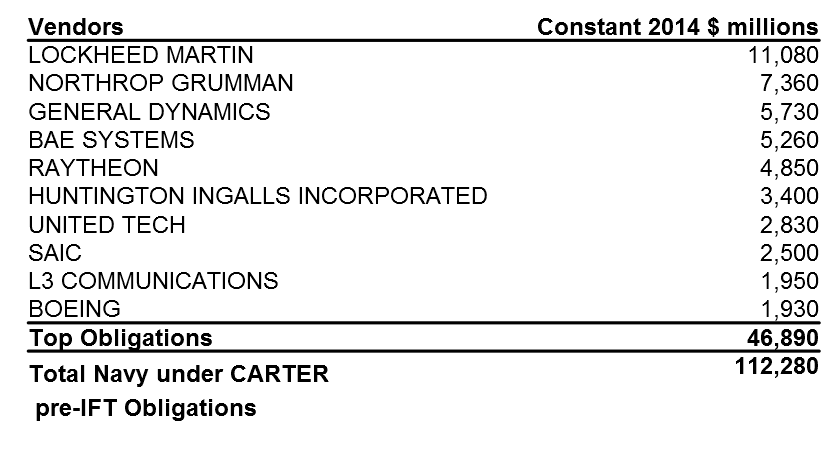 Vendors Constant 2014 $ millions
LOCKHEED MARTIN 11,080
NORTHROP GRUMMAN 7,360
GENERAL DYNAMICS 5,730
BAE SYSTEMS 5,260
RAYTHEON 4,850
HUNTINGTON INGALLS INCORPORATED 3,400
UNITED TECH 2,830
SAIC 2,500
L3 COMMUNICATIONS 1,950
BOEING 1,930
Top Obligations 46,890
Total Navy under CARTER 112,280
pre-IFT Obligations